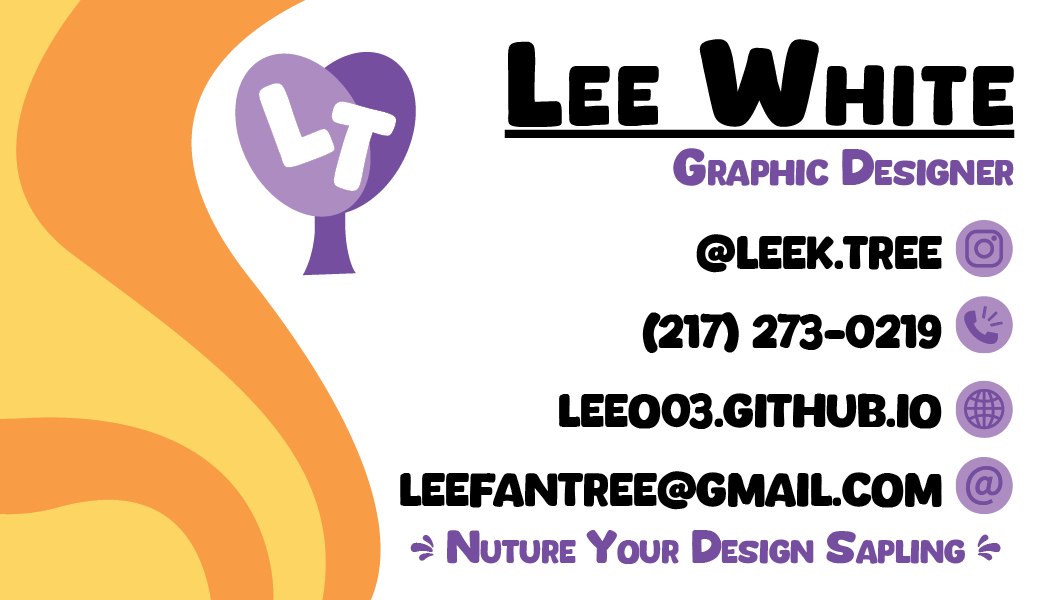 LT
Lee White
Graphic Designer
@LEEK.TREE
(217) 273-0219
LEE003.GITHUB.IO
LEEFANTREE@GMAIL.COM
Nuture Your Design Sapling